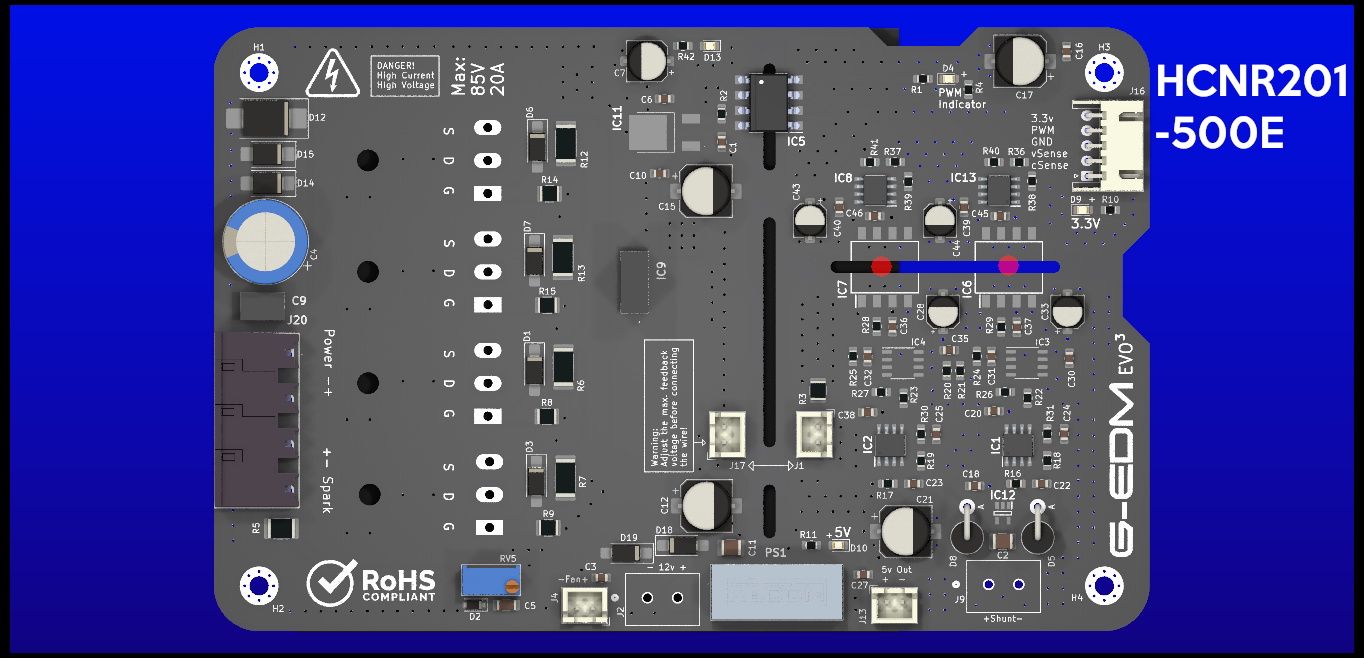 HCNR201
-500E
H1
DANGER!
High Current
High Voltage
Max:
85V
20A
C7
R42
D13
C16
H3
C17
D4
+
R1
R4
PWM
Indicator
J16
3.3v
PWM
GND
vSense
cSense
D9 +
R10
3.3V
D12
D15
D14
C4
+
C9
J20
Power -+
+- Spark
R5
S
D
G
S
D
G
S
D
G
S
D
G
D6
R12
R14
D7
R13
R15
D1
R6
R8
D3
R7
R9
IC11
C6
R2
C1
IC5
C10
C15
IC9
R41
R37
IC8
R39
C46
C43
C40
R40
R36
IC13
R38
C45
C39
C44
IC7
IC6
C28
C33
R28
C36
R29
C37
IC4
C35
IC3
R25
C32
R20
R21
R24
C31
C30
R27
R23
R26
R22
R3
C38
R30
C25
C20
R31
C24
IC2
R19
IC1
R18
R17
C23
C18
R16
C22
Warning:
Adjust the max. feedback
voltage before connecting
the wire!
J17
J1
C12
D19
D18
C11
PS1
R11
+5V
D10
C21
IC12
A
A
D8
C2
D5
G-EDM EVO³
RoHS
COMPLIANT
H2
RV5
D2
C5
C3
-Fen+
J4
- 12v +
J2
C27
5v Out
+ -
J13
J9
+Shunt-
H4